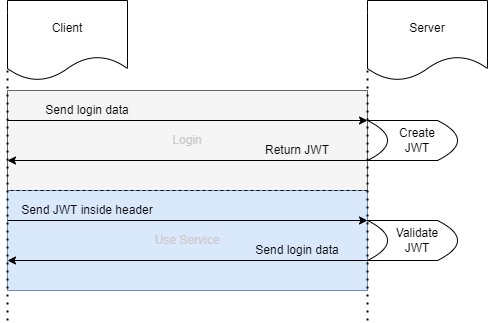 Client
Server
Send login data
Create
JWT
Login
Return JWT
Send JWT inside header
Validate
JWT
Use Service
Send login data